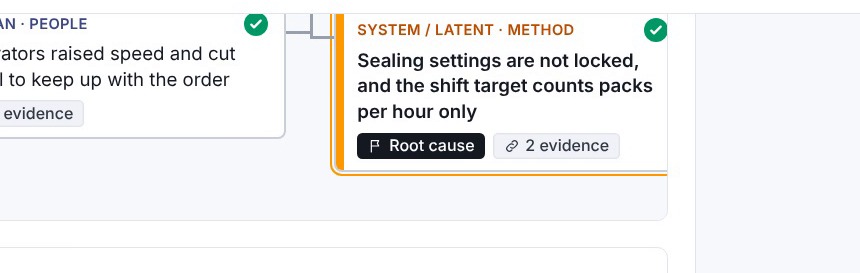 AN · PEOPLE
rators raised speed and cut
l to keep up with the order
evidence
SYSTEM / LATENT · METHOD
Sealing settings are not locked,
and the shift target counts packs
per hour only
Root cause
2 evidence